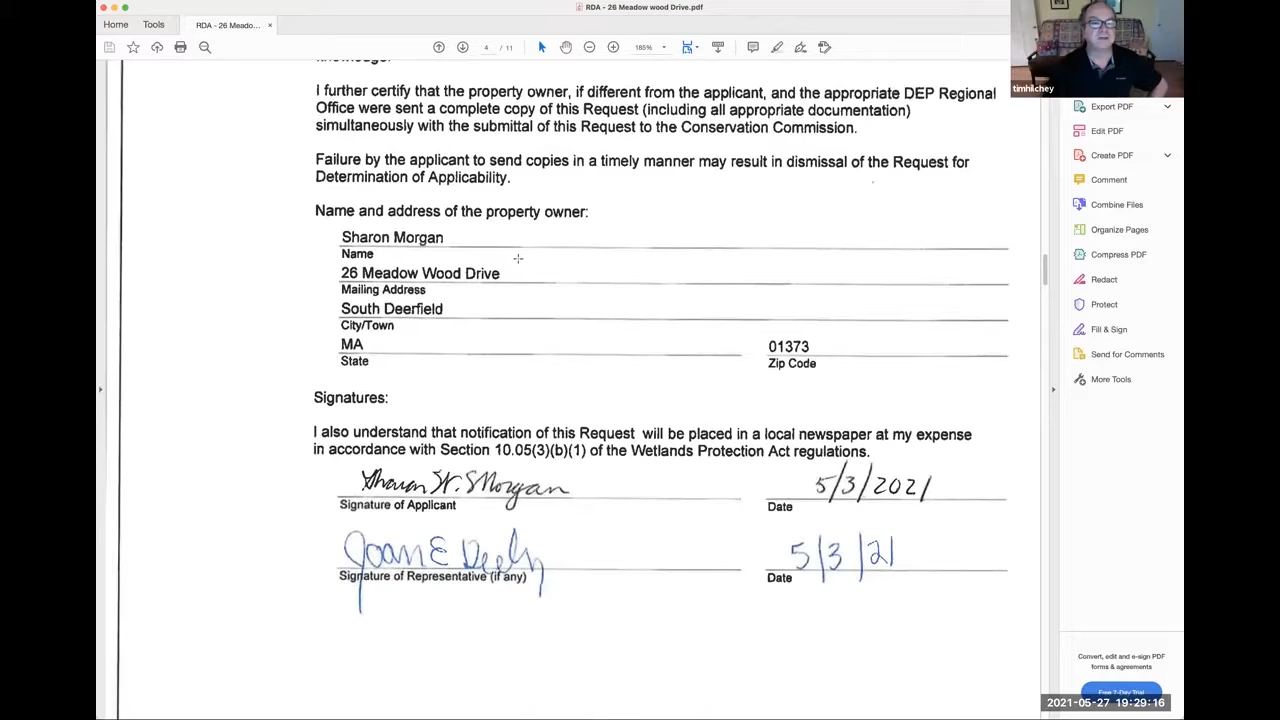 RDA - 26 Meadow wood Drive.pdf
Home Tools RDA - 26 Meado... ×
4 / 11 185%
timhilchey
I further certify that the property owner, if different from the applicant, and the appropriate DEP Regional
Office were sent a complete copy of this Request (including all appropriate documentation)
simultaneously with the submittal of this Request to the Conservation Commission.
Failure by the applicant to send copies in a timely manner may result in dismissal of the Request for
Determination of Applicability.
Name and address of the property owner:
Sharon Morgan
Name
26 Meadow Wood Drive
Mailing Address
South Deerfield
City/Town
MA 01373
State Zip Code
Signatures:
I also understand that notification of this Request will be placed in a local newspaper at my expense
in accordance with Section 10.05(3)(b)(1) of the Wetlands Protection Act regulations.
5/3/2021
Signature of Applicant Date
Joan E 5/3/21
Signature of Representative (if any) Date
Export PDF
Edit PDF
Create PDF
Comment
Combine Files
Organize Pages
Compress PDF
Redact
Protect
Fill & Sign
Send for Comments
More Tools
Convert, edit and e-sign PDF
forms & agreements
Free 7-Day Trial
2021-05-27 19:29:16